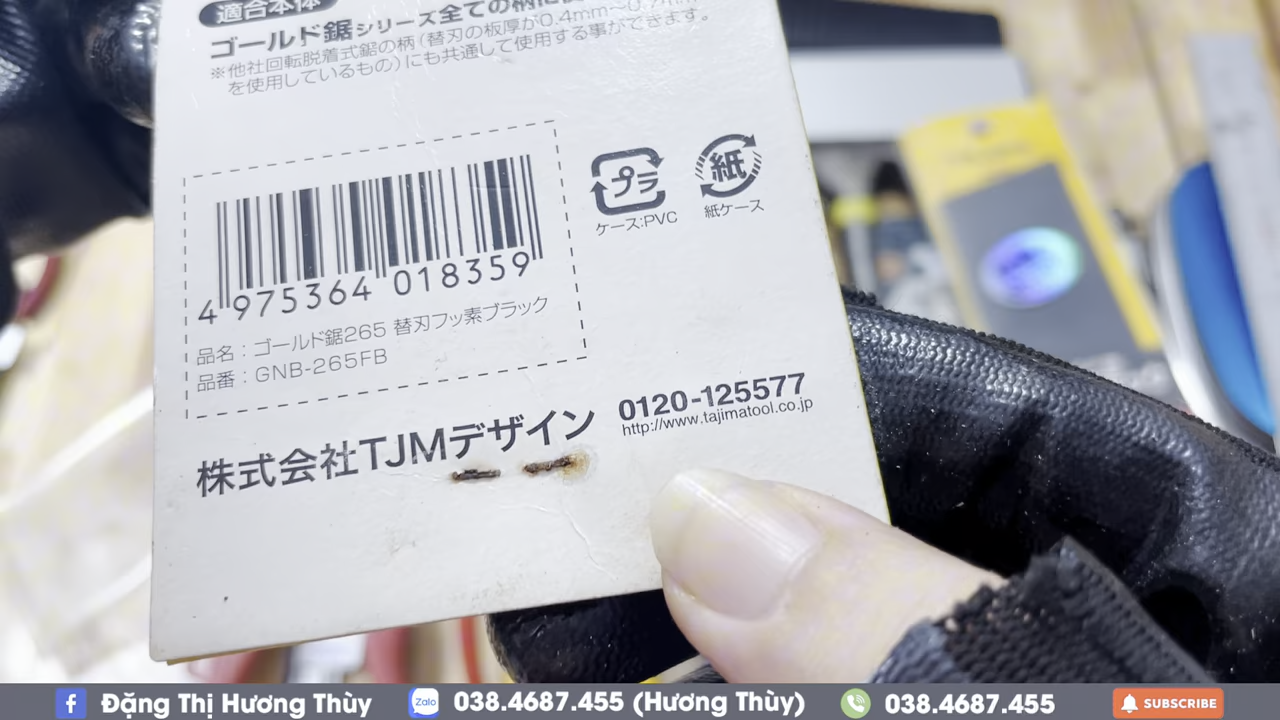 適合本体
ゴールド鋸シリーズ全ての柄に
※他社回転脱着式鋸の柄(替刃の板厚が0.4mm〜0.7mm
を使用しているもの)にも共通して使用する事ができます。
プラ
ケース:PVC
紙
紙ケース
4 975364 018359
品名:ゴールド鋸265 替刃フッ素ブラック
品番:GNB-265FB
株式会社TJMデザイン
0120-125577
http://www.tajimatool.co.jp
Đặng Thị Hương Thùy
Zalo
038.4687.455 (Hương Thùy)
038.4687.455
SUBSCRIBE